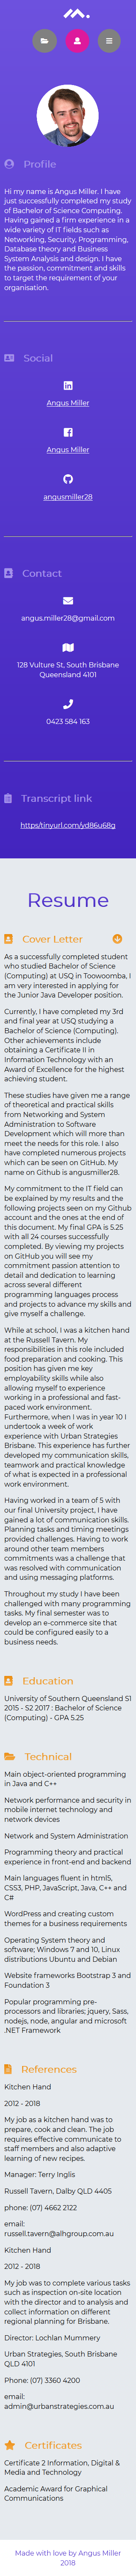 Profile
Hi my name is Angus Miller. I have
just successfully completed my study
of Bachelor of Science Computing.
Having gained a firm experience in a
wide variety of IT fields such as
Networking, Security, Programming,
Database theory and Business
System Analysis and design. I have
the passion, commitment and skills
to target the requirement of your
organisation.
Social
Angus Miller
Angus Miller
angusmiller28
Contact
angus.miller28@gmail.com
128 Vulture St, South Brisbane
Queensland 4101
0423 584 163
Transcript link
https/tinyurl.com/yd86u68g
Resume
Cover Letter
As a successfully completed student
who studied Bachelor of Science
(Computing) at USQ in Toowoomba, I
am very interested in applying for
the Junior Java Developer position.
Currently, I have completed my 3rd
and final year at USQ studying a
Bachelor of Science (Computing).
Other achievements include
obtaining a Certificate II in
Information Technology with an
Award of Excellence for the highest
achieving student.
These studies have given me a range
of theoretical and practical skills
from Networking and System
Administration to Software
Development which will more than
meet the needs for this role. I also
have completed numerous projects
which can be seen on GitHub. My
name on Github is angusmiller28.
My commitment to the IT field can
be explained by my results and the
following projects seen on my Github
account and the ones at the end of
this document. My final GPA is 5.25
with all 24 courses successfully
completed. By viewing my projects
on GitHub you will see my
commitment passion attention to
detail and dedication to learning
across several different
programming languages process
and projects to advance my skills and
give myself a challenge.
While at school, I was a kitchen hand
at the Russell Tavern. My
responsibilities in this role included
food preparation and cooking. This
position has given me key
employability skills while also
allowing myself to experience
working in a professional and fast-
paced work environment.
Furthermore, when I was in year 10 I
undertook a week of work
experience with Urban Strategies
Brisbane. This experience has further
developed my communication skills,
teamwork and practical knowledge
of what is expected in a professional
work environment.
Having worked in a team of 5 with
our final University project, I have
gained a lot of communication skills.
Planning tasks and timing meetings
provided challenges. Having to work
around other team members
commitments was a challenge that
was resolved with communication
and using messaging platforms.
Throughout my study I have been
challenged with many programming
tasks. My final semester was to
develop an e-commerce site that
could be configured easily to a
business needs.
Education
University of Southern Queensland S1
2015 - S2 2017 : Bachelor of Science
(Computing) - GPA 5.25
Technical
Main object-oriented programming
in Java and C++
Network performance and security in
mobile internet technology and
network devices
Network and System Administration
Programming theory and practical
experience in front-end and backend
Main languages fluent in html5,
CSS3, PHP, JavaScript, Java, C++ and
C#
WordPress and creating custom
themes for a business requirements
Operating System theory and
software; Windows 7 and 10, Linux
distributions Ubuntu and Debian
Website frameworks Bootstrap 3 and
Foundation 3
Popular programming pre-
processors and libraries; jquery, Sass,
nodejs, node, angular and microsoft
.NET Framework
References
Kitchen Hand
2012 - 2018
My job as a kitchen hand was to
prepare, cook and clean. The job
requires effective communicate to
staff members and also adaptive
learning of new recipes.
Manager: Terry Inglis
Russell Tavern, Dalby QLD 4405
phone: (07) 4662 2122
email:
russell.tavern@alhgroup.com.au
Kitchen Hand
2012 - 2018
My job was to complete various tasks
such as inspection on-site location
with the director and to analysis and
collect information on different
regional planning for Brisbane.
Director: Lochlan Mummery
Urban Strategies, South Brisbane
QLD 4101
Phone: (07) 3360 4200
email:
admin@urbanstrategies.com.au
Certificates
Certificate 2 Information, Digital &
Media and Technology
Academic Award for Graphical
Communications
Made with love by Angus Miller
2018